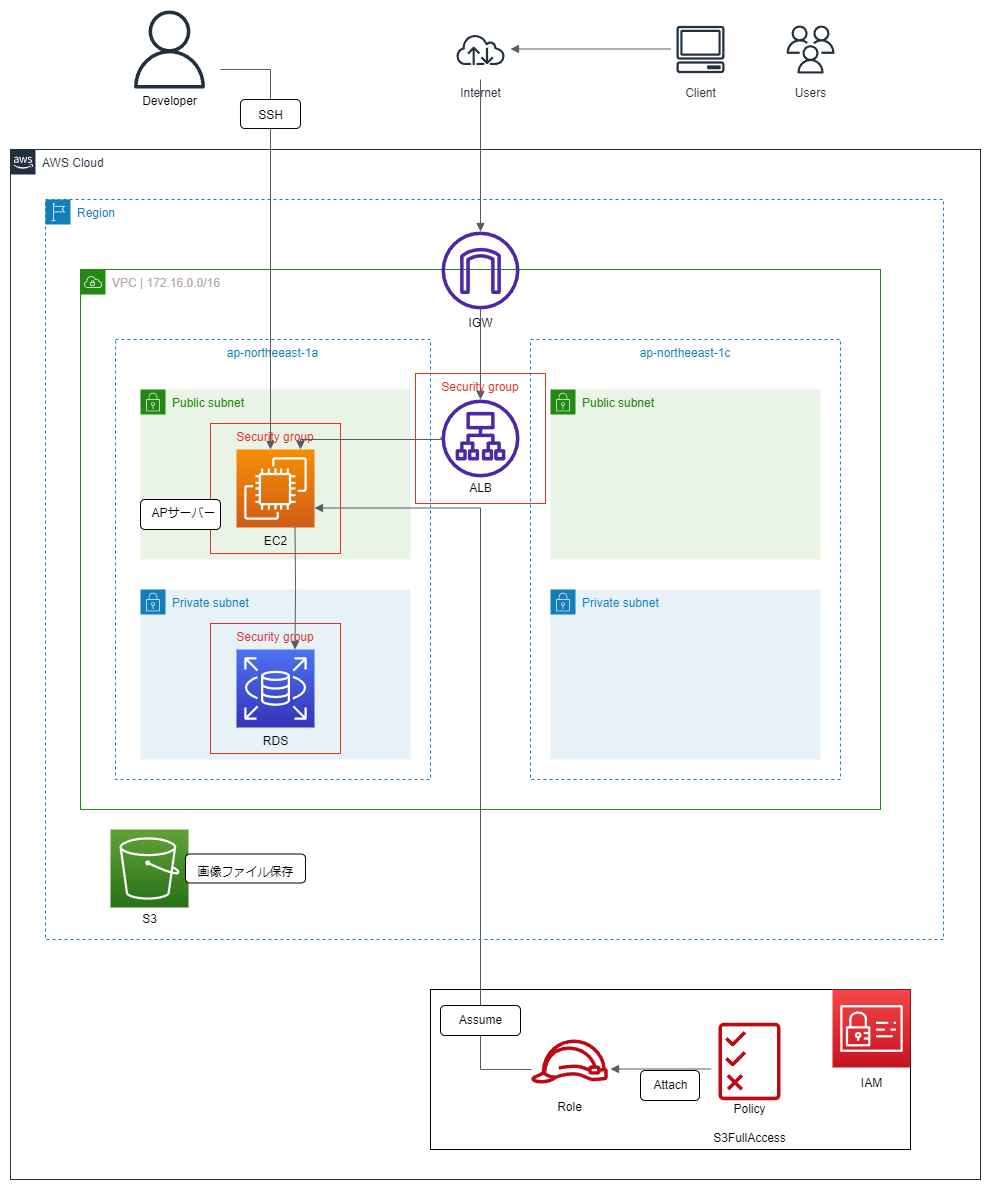 Developer
SSH
Internet
Client
Users
aws
AWS Cloud
Region
VPC | 172.16.0.0/16
IGW
ap-northeeast-1a
ap-northeeast-1c
Public subnet
Security group
Public subnet
Security group
ALB
APサーバー
EC2
Private subnet
Private subnet
Security group
RDS
画像ファイル保存
S3
Assume
Role
Attach
Policy
S3FullAccess
IAM